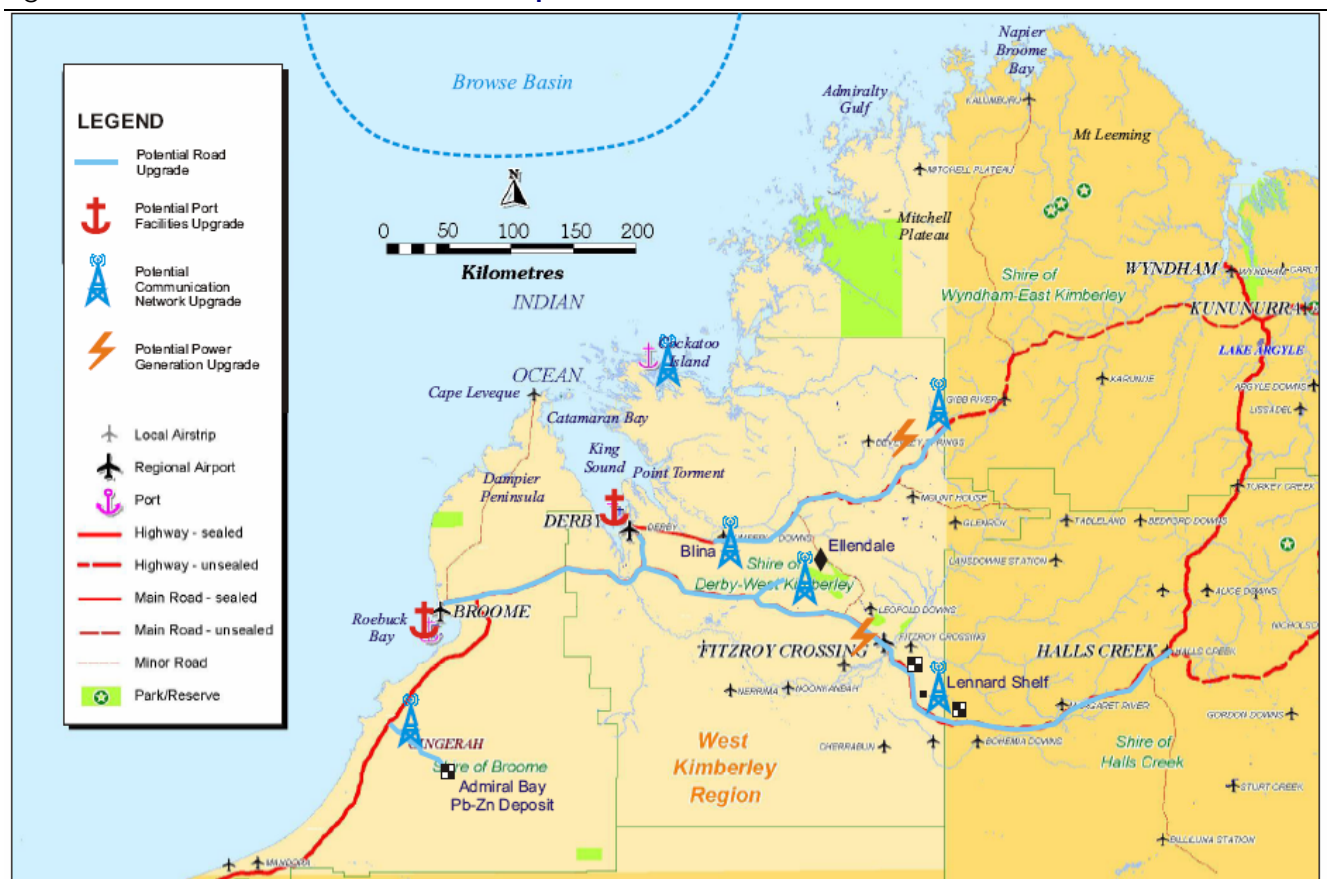 Browse Basin
Napier
Broome
Bay
Admiralty
Gulf
KALUMBURU
Mt Leeming
MITCHELL PLATEAU
Mitchell
Plateau
LEGEND
Potential Road
Upgrade
Potential Port
Facilities Upgrade
Potential
Communication
Network Upgrade
Potential Power
Generation Upgrade
Local Airstrip
Regional Airport
Port
Highway - sealed
Highway - unsealed
Main Road - sealed
Main Road - unsealed
Minor Road
Park/Reserve
N
0 50 100 150 200
Kilometres
INDIAN
OCEAN
Shire of
Wyndham-East Kimberley
WYNDHAM
WYNDHAM
KUNUNURRA
LAKE ARGYLE
ARGYLE DOWNS
LISSADEL
KARUNJIE
Cockatoo
Island
Cape Leveque
Catamaran Bay
King
Sound
Point Torment
Dampier
Peninsula
GIBB RIVER
MOUNT HOUSE
GLENROY
TABLELAND
BEDFORD DOWNS
TURKEY CREEK
LANSDOWNE STATION
ALICE DOWNS
DERBY
DERBY
Blina
Ellendale
Shire of
Derby-West Kimberley
LEOPOLD DOWNS
BROOME
Roebuck
Bay
FITZROY CROSSING
FITZROY CROSSING
HALLS CREEK
HALLS CREEK
NERRIMA
NOONKANBAH
Lennard Shelf
MARGARET RIVER
GORDON DOWNS
CHERRABUN
BOHEMIA DOWNS
Shire of
Halls Creek
West
Kimberley
Region
Shire of Broome
Admiral Bay
Pb-Zn Deposit
STURT CREEK
BILLILUNA STATION
MANDORA